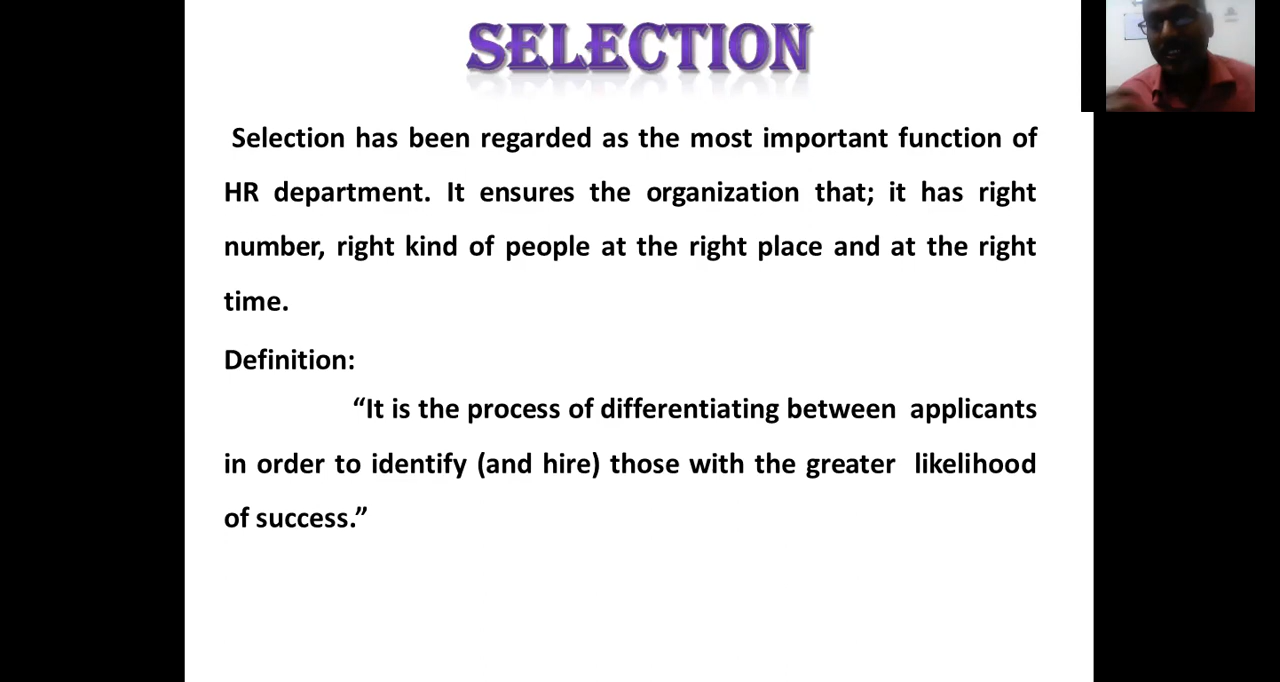 SELECTION
Selection has been regarded as the most important function of
HR department. It ensures the organization that; it has right
number, right kind of people at the right place and at the right
time.
Definition:
“It is the process of differentiating between applicants
in order to identify (and hire) those with the greater likelihood
of success.”